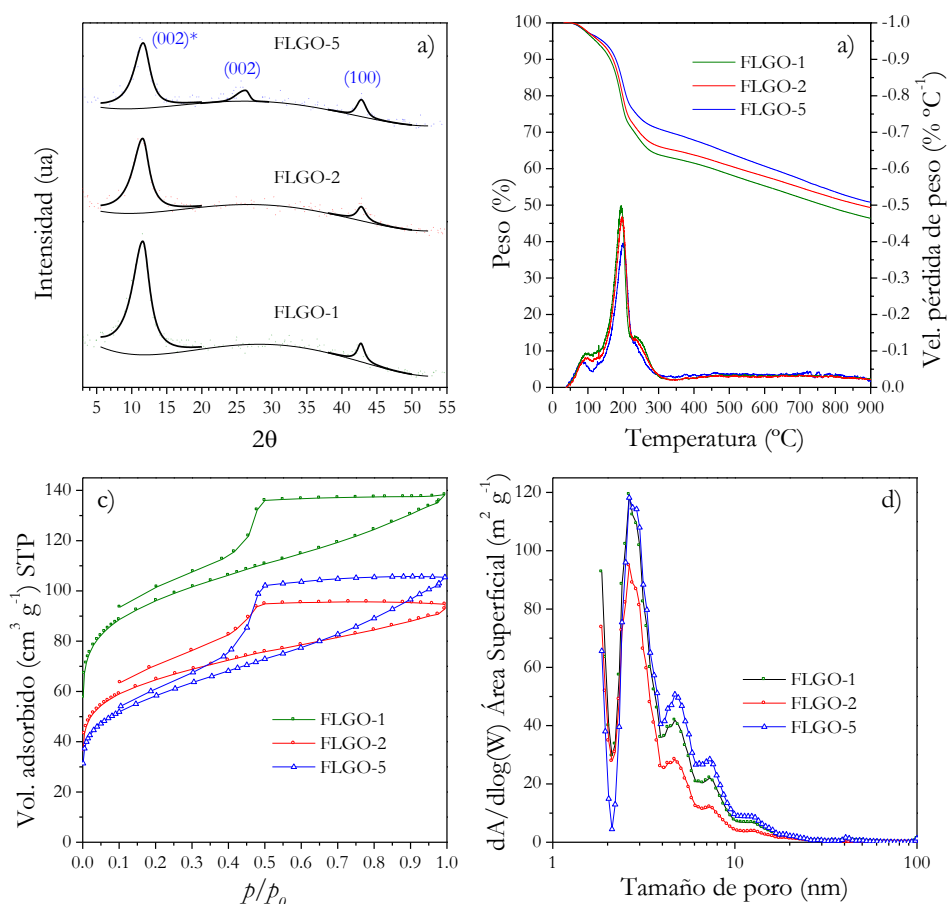 a)
(002)*
FLGO-5
(002)
(100)
FLGO-2
FLGO-1
Intensidad (ua)
5 10 15 20 25 30 35 40 45 50 55
2θ
a)
FLGO-1
FLGO-2
FLGO-5
100
90
80
70
60
50
40
30
20
10
0
Peso (%)
-1.0
-0.9
-0.8
-0.7
-0.6
-0.5
-0.4
-0.3
-0.2
-0.1
-0.0
Vel. pérdida de peso (% ºC-1)
0 100 200 300 400 500 600 700 800 900
Temperatura (ºC)
c)
140
120
100
80
60
40
20
0
Vol. adsorbido (cm3 g-1) STP
FLGO-1
FLGO-2
FLGO-5
0.0 0.1 0.2 0.3 0.4 0.5 0.6 0.7 0.8 0.9 1.0
p/p0
d)
120
100
80
60
40
20
0
dA/dlog(W) Área Superficial (m2 g-1)
FLGO-1
FLGO-2
FLGO-5
1 10 100
Tamaño de poro (nm)